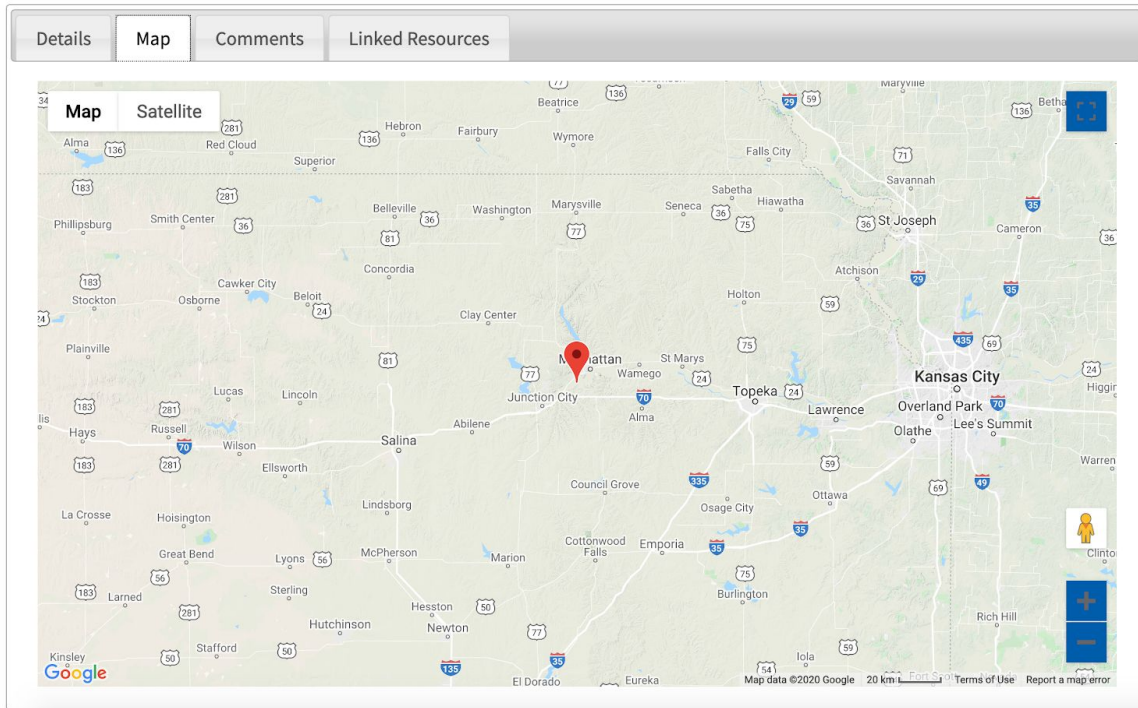 Details Map Comments Linked Resources
77 Maryville
Map Satellite
136 29 59 136 Betha
Beatrice
281 Hebron Fairbury Wymore
136
Alma 136 Red Cloud
Superior Falls City 71
183 Savannah
281 Sabetha
Smith Center 36 Belleville 36 Washington Marysville Seneca 36 Hiawatha 35
Phillipsburg 81 77 75 36 St Joseph Cameron 36
Concordia Atchison
183 Cawker City 29
Stockton Osborne Beloit Holton 35
24 24 Clay Center 59
Plainville 81 75 435 69
77 St Marys
Wamego 24 24
Lucas Lincoln Kansas City
183 281 Junction City 70 Topeka 24 Higgir
Alma Lawrence Overland Park 70
Hays Russell Abilene Lee's Summit
70 Wilson Salina Olathe
183 281 Ellsworth 59 Warren
335 69 49
Council Grove Ottawa
La Crosse Lindsborg Osage City
Hoisington 35
Cottonwood Falls Emporia 35
Great Bend Lyons 56 McPherson Marion Clinto
56 75
183 Larned Sterling Burlington
281 Hesston 50 Rich Hill
Hutchinson Newton 77
Kinsley 50 Stafford 50 135 35 Iola 59
Google El Dorado Eureka 54
Map data ©2020 Google 20 km Fort Scott Terms of Use Report a map error